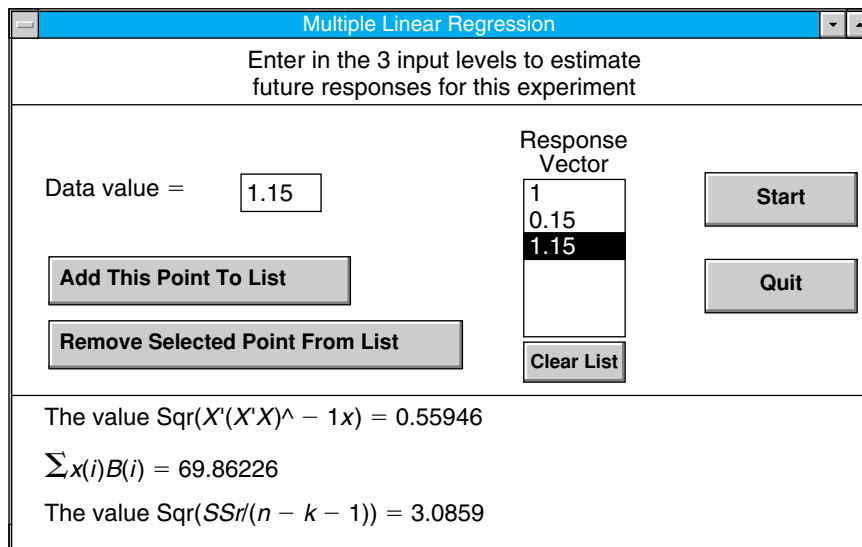 Multiple Linear Regression
Enter in the 3 input levels to estimate
future responses for this experiment
Response
Vector
Data value = 1.15
1
0.15
1.15
Start
Add This Point To List
Quit
Remove Selected Point From List
Clear List
The value Sqr(X'(X'X)^ − 1x) = 0.55946
∑x(i)B(i) = 69.86226
The value Sqr(SSr/(n − k − 1)) = 3.0859